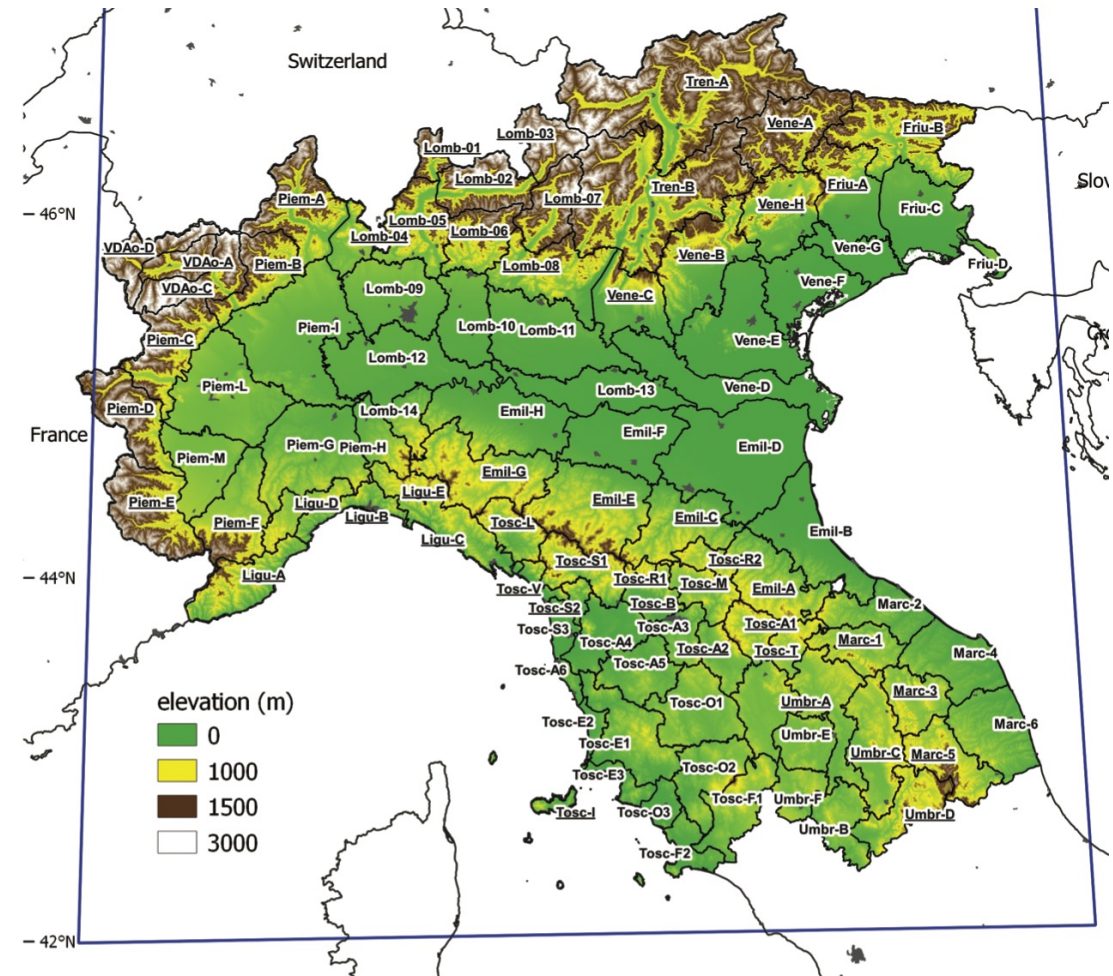 Switzerland
Tren-A
Vene-A
Friu-B
Lomb-03
Lomb-01
Lomb-02
Slov
Tren-B
Friu-A
Piem-A
Lomb-07
Vene-H
Friu-C
46°N
Lomb-05
Lomb-06
Lomb-04
VDAo-D
Vene-G
VDAo-A
Piem-B
Lomb-08
Vene-B
Friu-D
VDAo-C
Lomb-09
Vene-C
Vene-F
Piem-I
Lomb-10
Lomb-11
Piem-C
Vene-E
Lomb-12
Piem-L
Lomb-13
Vene-D
Piem-D
Lomb-14
Emil-H
France
Emil-F
Piem-G
Piem-H
Emil-D
Piem-M
Emil-G
Ligu-E
Piem-E
Ligu-D
Emil-E
Ligu-B
Emil-C
Piem-F
Tosc-L
Emil-B
Ligu-C
Tosc-S1
Tosc-R2
44°N
Ligu-A
Tosc-R1
Tosc-M
Tosc-V
Emil-A
Tosc-S2
Tosc-B
Marc-2
Tosc-S3
Tosc-A3
Tosc-A1
Tosc-A4
Marc-1
Tosc-A2
Tosc-T
Marc-4
Tosc-A6
Tosc-A5
Marc-3
elevation (m)
Tosc-O1
Umbr-A
Tosc-E2
Marc-6
0
Tosc-E1
Umbr-E
Umbr-C
Marc-5
1000
Tosc-E3
Tosc-O2
1500
Tosc-I
Tosc-O3
Tosc-F1
Umbr-F
Umbr-D
Umbr-B
3000
Tosc-F2
42°N